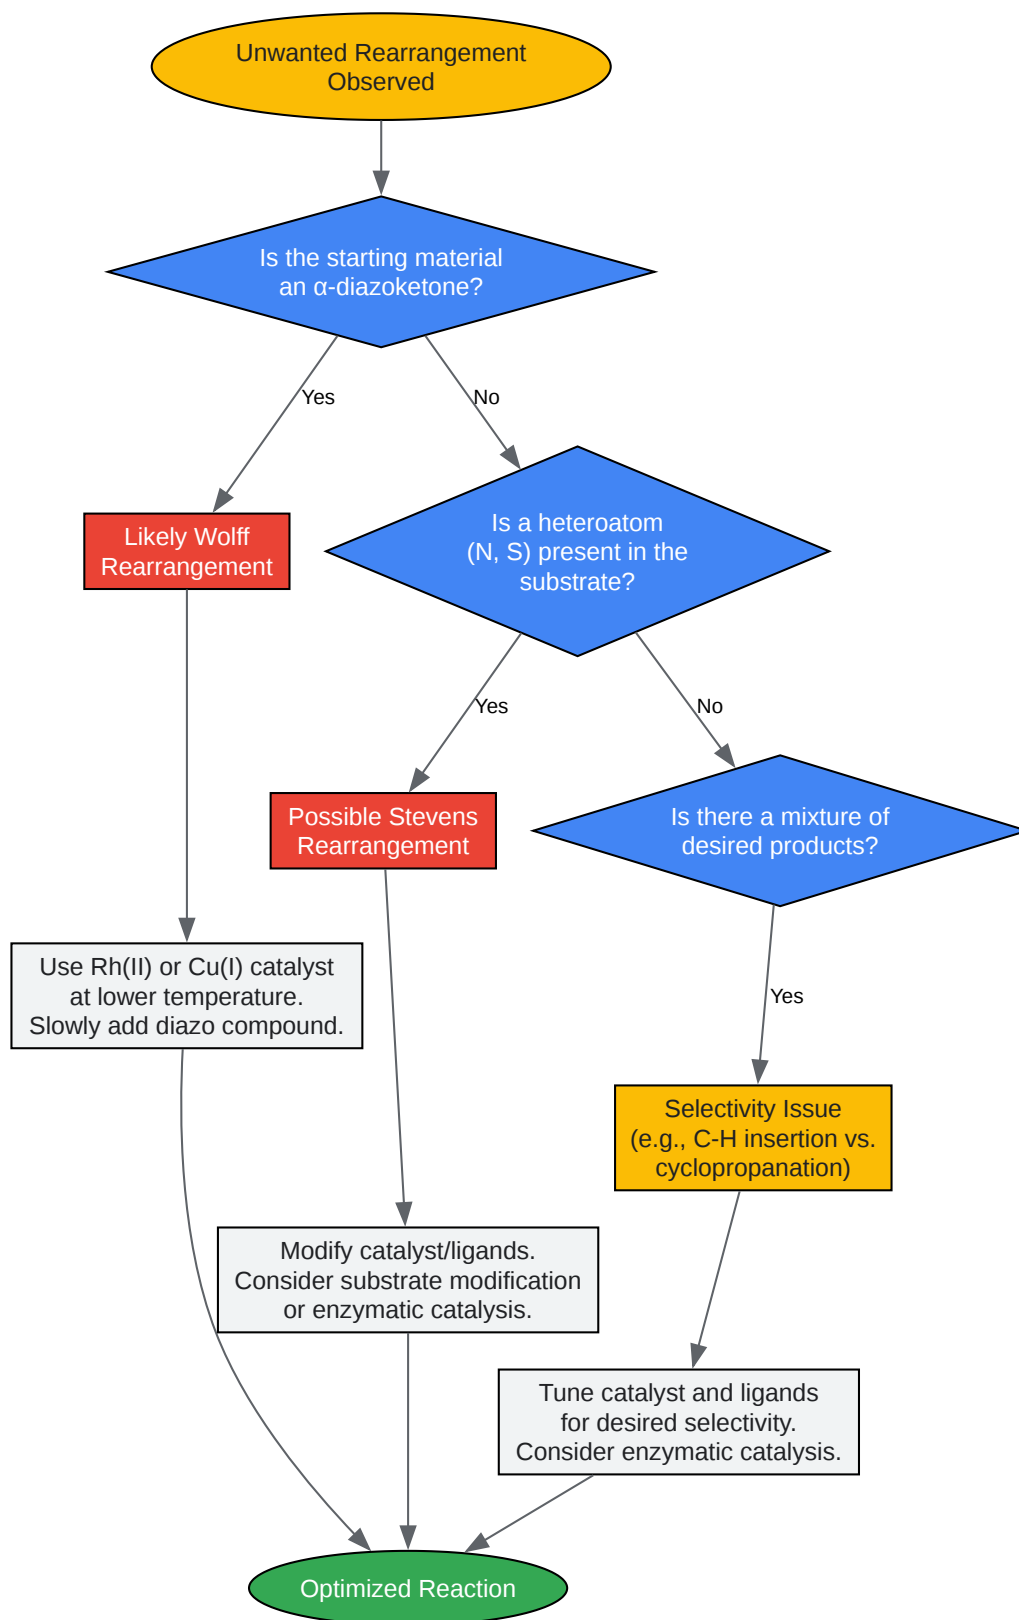 Unwanted Rearrangement
Observed
Is the starting material
an α-diazoketone?
Yes
No
Likely Wolff
Rearrangement
Is a heteroatom
(N, S) present in the
substrate?
Yes
No
Possible Stevens
Rearrangement
Is there a mixture of
desired products?
Use Rh(II) or Cu(I) catalyst
at lower temperature.
Slowly add diazo compound.
Yes
Selectivity Issue
(e.g., C-H insertion vs.
cyclopropanation)
Modify catalyst/ligands.
Consider substrate modification
or enzymatic catalysis.
Tune catalyst and ligands
for desired selectivity.
Consider enzymatic catalysis.
Optimized Reaction